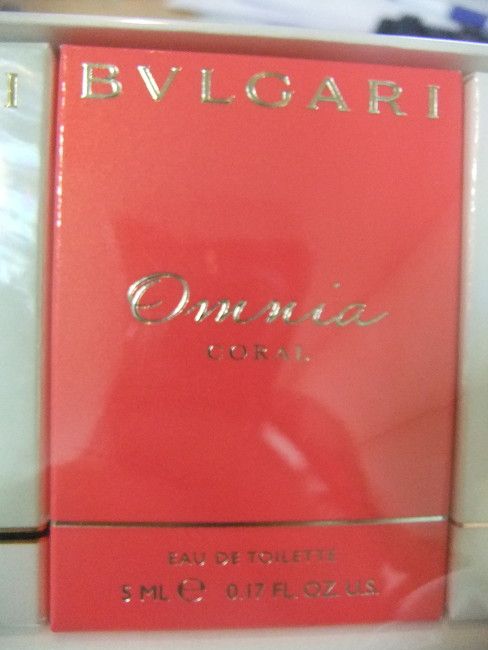 I BVLGARI
Omnia
CORAL
EAU DE TOILETTE
5 ML ℮ 0.17 FL. OZ. U.S.